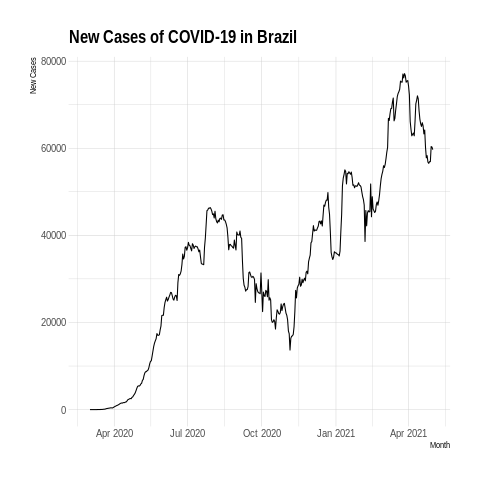 New Cases of COVID-19 in Brazil
New Cases
80000
60000
40000
20000
0
Apr 2020 Jul 2020 Oct 2020 Jan 2021 Apr 2021
Month